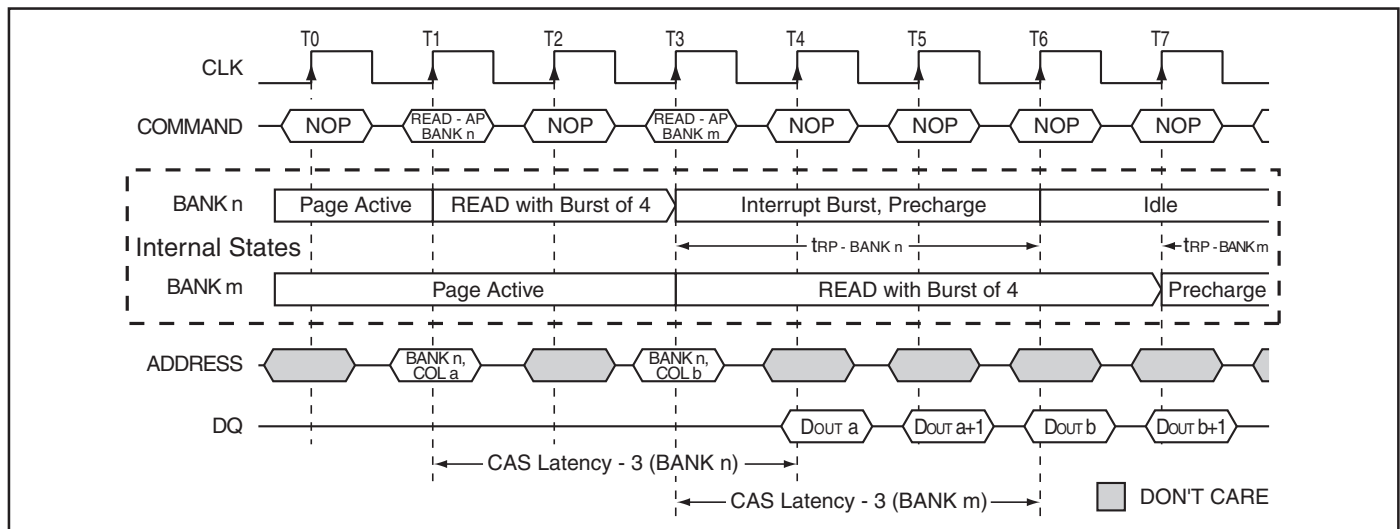 T0 T1 T2 T3 T4 T5 T6 T7
CLK
COMMAND NOP READ - AP BANK n NOP READ - AP BANK m NOP NOP NOP NOP
BANK n Page Active READ with Burst of 4 Interrupt Burst, Precharge Idle
Internal States tRP - BANK n tRP - BANK m
BANK m Page Active READ with Burst of 4 Precharge
ADDRESS BANK n, COL a BANK n, COL b
DQ DOUT a DOUT a+1 DOUT b DOUT b+1
CAS Latency - 3 (BANK n)
CAS Latency - 3 (BANK m) DON'T CARE